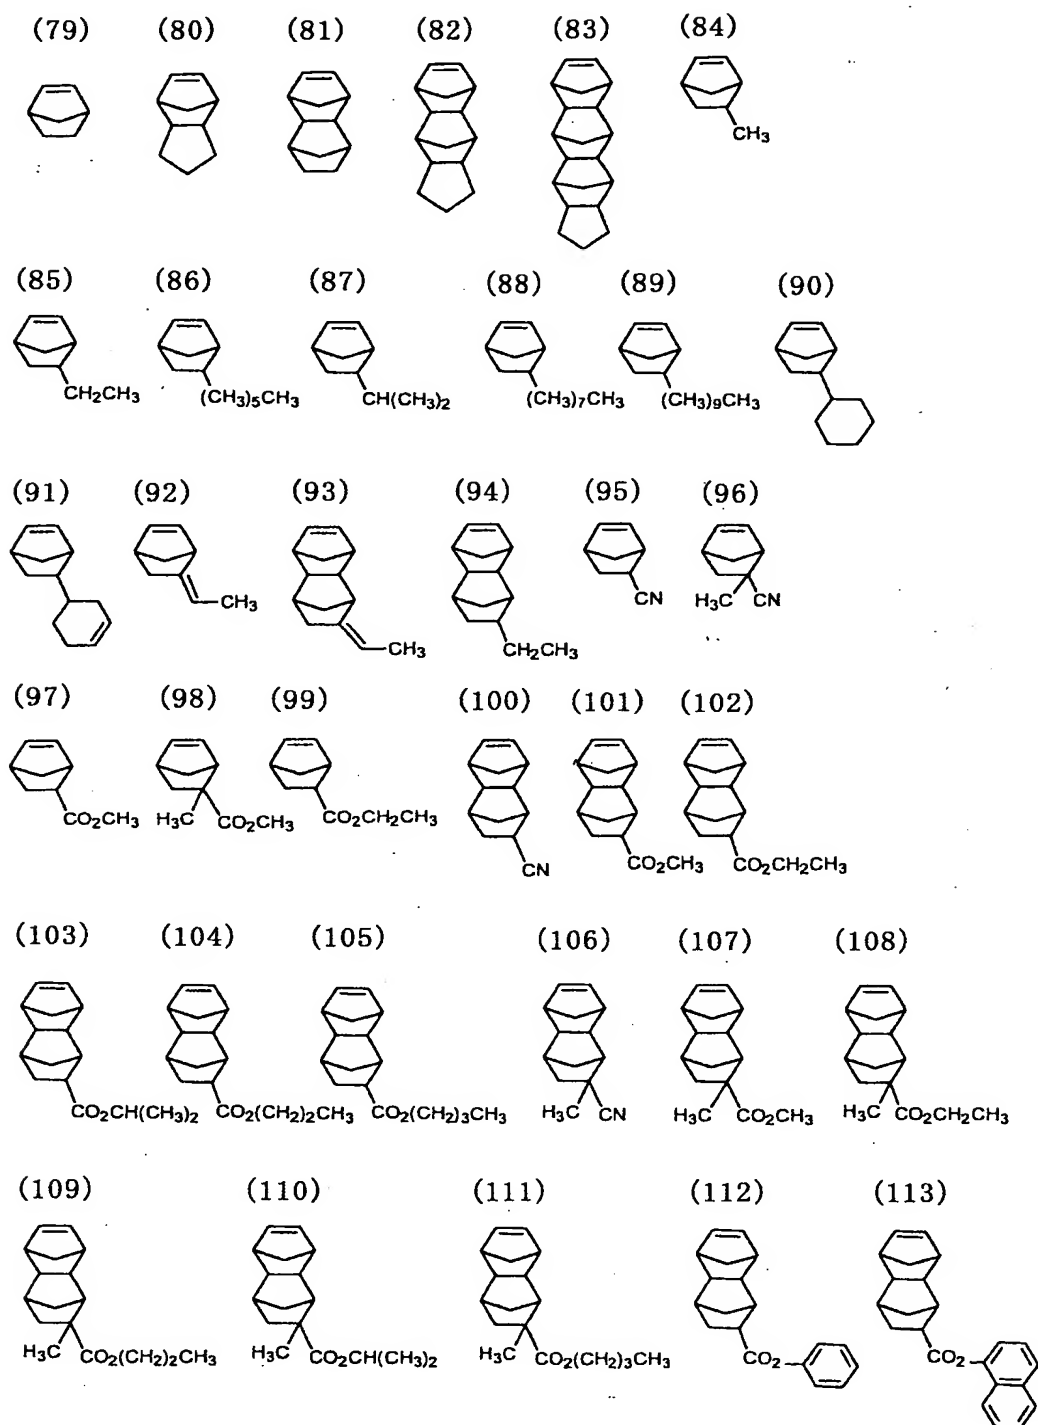 (79) (80) (81) (82) (83) (84)
CH3
(85) (86) (87) (88) (89) (90)
CH2CH3 (CH3)5CH3 CH(CH3)2 (CH3)7CH3 (CH3)9CH3
(91) (92) (93) (94) (95) (96)
CH3 CH3 CH2CH3 CN H3C CN
(97) (98) (99) (100) (101) (102)
CO2CH3 H3C CO2CH3 CO2CH2CH3 CN CO2CH3 CO2CH2CH3
(103) (104) (105) (106) (107) (108)
CO2CH(CH3)2 CO2(CH2)2CH3 CO2(CH2)3CH3 H3C CN H3C CO2CH3 H3C CO2CH2CH3
(109) (110) (111) (112) (113)
H3C CO2(CH2)2CH3 H3C CO2CH(CH3)2 H3C CO2(CH2)3CH3 CO2 CO2